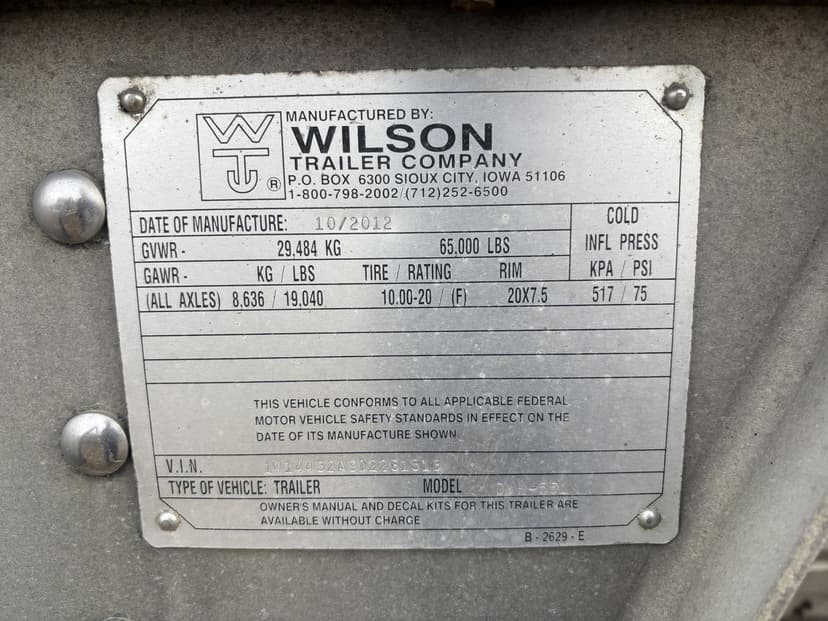 WT ®
MANUFACTURED BY:
WILSON
TRAILER COMPANY
P.O. BOX 6300 SIOUX CITY, IOWA 51106
1-800-798-2002/(712)252-6500
DATE OF MANUFACTURE: 10/2012
GVWR - 29,484 KG 65,000 LBS
COLD
INFL PRESS
GAWR - KG / LBS TIRE / RATING RIM KPA / PSI
(ALL AXLES) 8,636 / 19,040 10.00-20 / (F) 20X7.5 517 / 75
THIS VEHICLE CONFORMS TO ALL APPLICABLE FEDERAL
MOTOR VEHICLE SAFETY STANDARDS IN EFFECT ON THE
DATE OF ITS MANUFACTURE SHOWN
V.I.N.
TYPE OF VEHICLE: TRAILER MODEL
OWNER'S MANUAL AND DECAL KITS FOR THIS TRAILER ARE
AVAILABLE WITHOUT CHARGE
B - 2629 - E